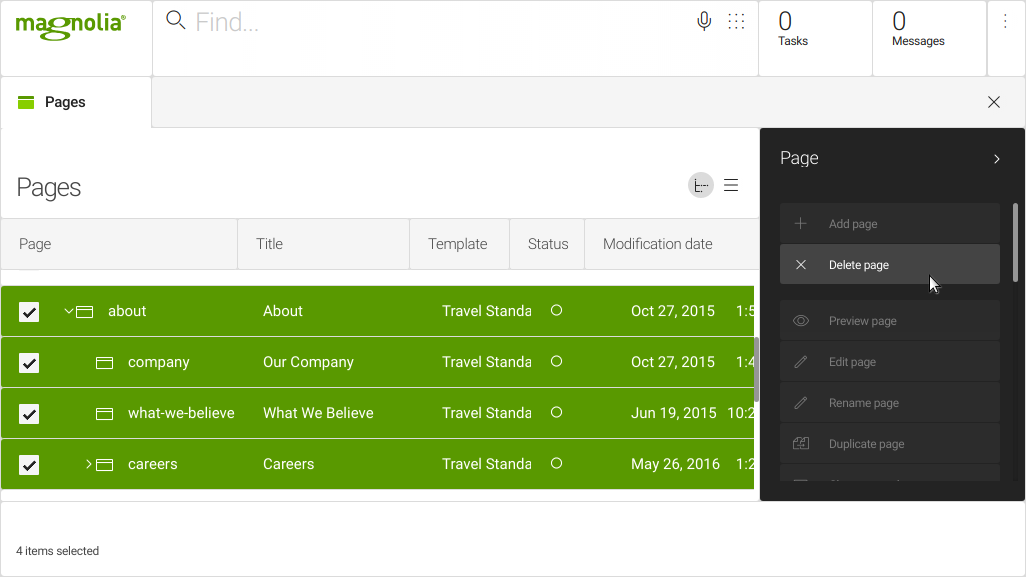 magnolia®
Find...
0
Tasks
0
Messages
Pages
Pages
Page Title Template Status Modification date
about About Travel Standa Oct 27, 2015 1:5
company Our Company Travel Standa Oct 27, 2015 1:4
what-we-believe What We Believe Travel Standa Jun 19, 2015 10:2
careers Careers Travel Standa May 26, 2016 1:2
Page
Add page
Delete page
Preview page
Edit page
Rename page
Duplicate page
4 items selected